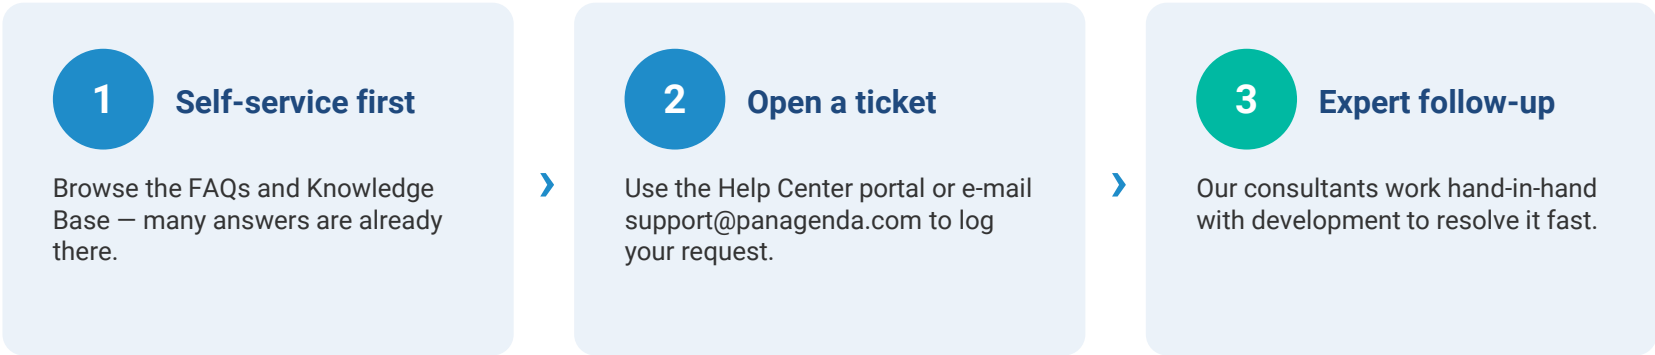 1 Self-service first
Browse the FAQs and Knowledge
Base — many answers are already
there.
›
2 Open a ticket
Use the Help Center portal or e-mail
support@panagenda.com to log
your request.
›
3 Expert follow-up
Our consultants work hand-in-hand
with development to resolve it fast.